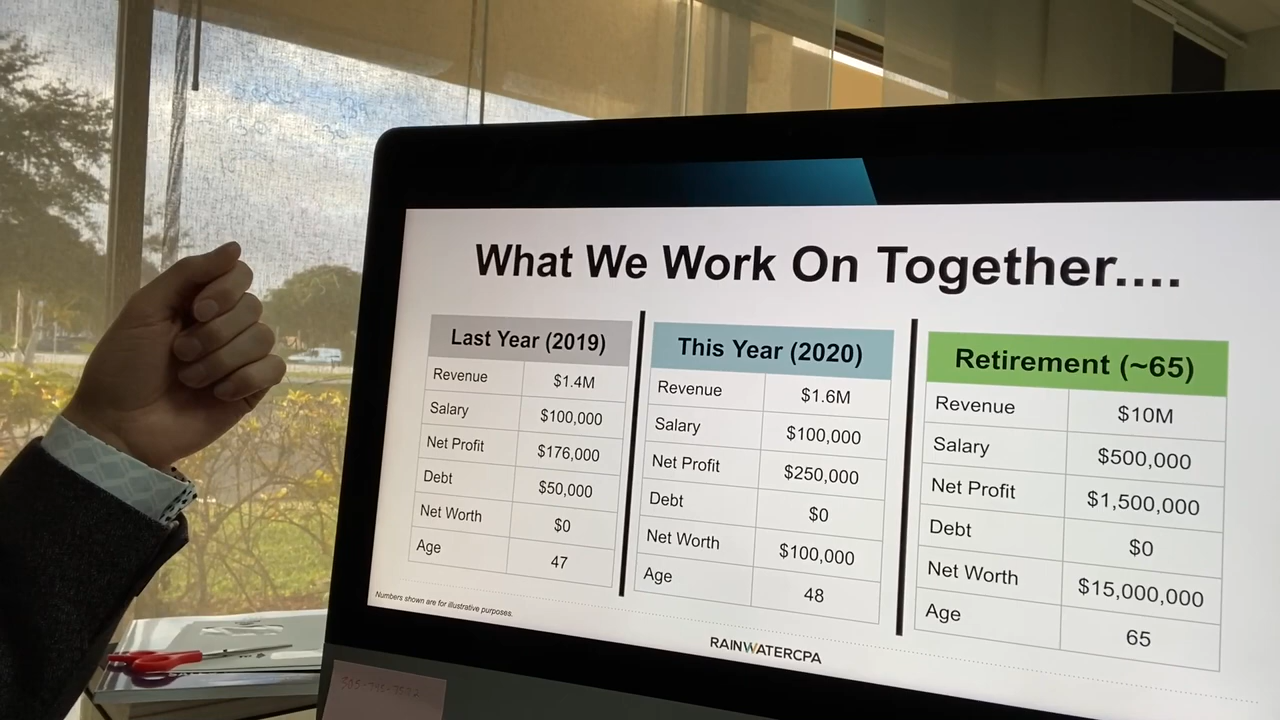 What We Work On Together....
Last Year (2019)
Revenue $1.4M
Salary $100,000
Net Profit $176,000
Debt $50,000
Net Worth $0
Age 47
This Year (2020)
Revenue $1.6M
Salary $100,000
Net Profit $250,000
Debt $0
Net Worth $100,000
Age 48
Retirement (~65)
Revenue $10M
Salary $500,000
Net Profit $1,500,000
Debt $0
Net Worth $15,000,000
Age 65
Numbers shown are for illustrative purposes.
RAINWATERCPA